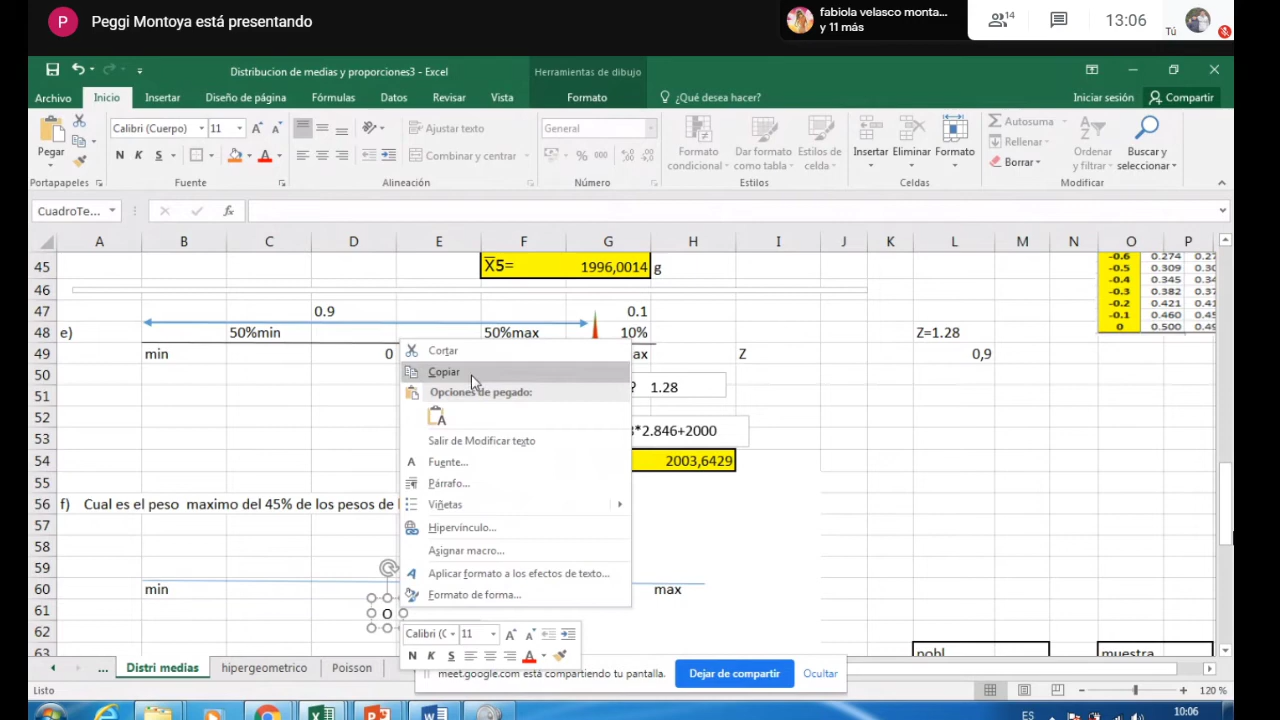 P Peggi Montoya está presentando
fabiola velasco monta...
y 11 más
14
13:06
Tú
Distribucion de medias y proporciones3 - Excel
Herramientas de dibujo
Archivo Inicio Insertar Diseño de página Fórmulas Datos Revisar Vista Formato ¿Qué desea hacer? Iniciar sesión Compartir
Pegar
Calibri (Cuerpo) 11
N K S
Ajustar texto
Combinar y centrar
General
% 000
Formato condicional
Dar formato como tabla
Estilos de celda
Insertar Eliminar Formato
Autosuma
Rellenar
Borrar
Ordenar y filtrar
Buscar y seleccionar
Portapapeles Fuente Alineación Número Estilos Celdas Modificar
CuadroTe... fx
A B C D E F G H I J K L M N O P
45 X̅5= 1996,0014 g
46
47 0.9 0.1
48 e) 50%min 50%max 10% Z=1.28
49 min 0 ax Z 0,9
50
51 ? 1.28
52
53 *2.846+2000
54 2003,6429
55
56 f) Cual es el peso maximo del 45% de los pesos de
57
58
59
60 min max
61 O
62
63 pobl muestra
-0.6 0.274 0.27
-0.5 0.309 0.30
-0.4 0.345 0.34
-0.3 0.382 0.37
-0.2 0.421 0.41
-0.1 0.460 0.45
0 0.500 0.49
Cortar
Copiar
Opciones de pegado:
Salir de Modificar texto
Fuente...
Párrafo...
Viñetas
Hipervínculo...
Asignar macro...
Aplicar formato a los efectos de texto...
Formato de forma...
Calibri (C 11
N K S A
... Distri medias hipergeometrico Poisson
meet.google.com está compartiendo tu pantalla. Dejar de compartir Ocultar
Listo
120 %
ES 10:06